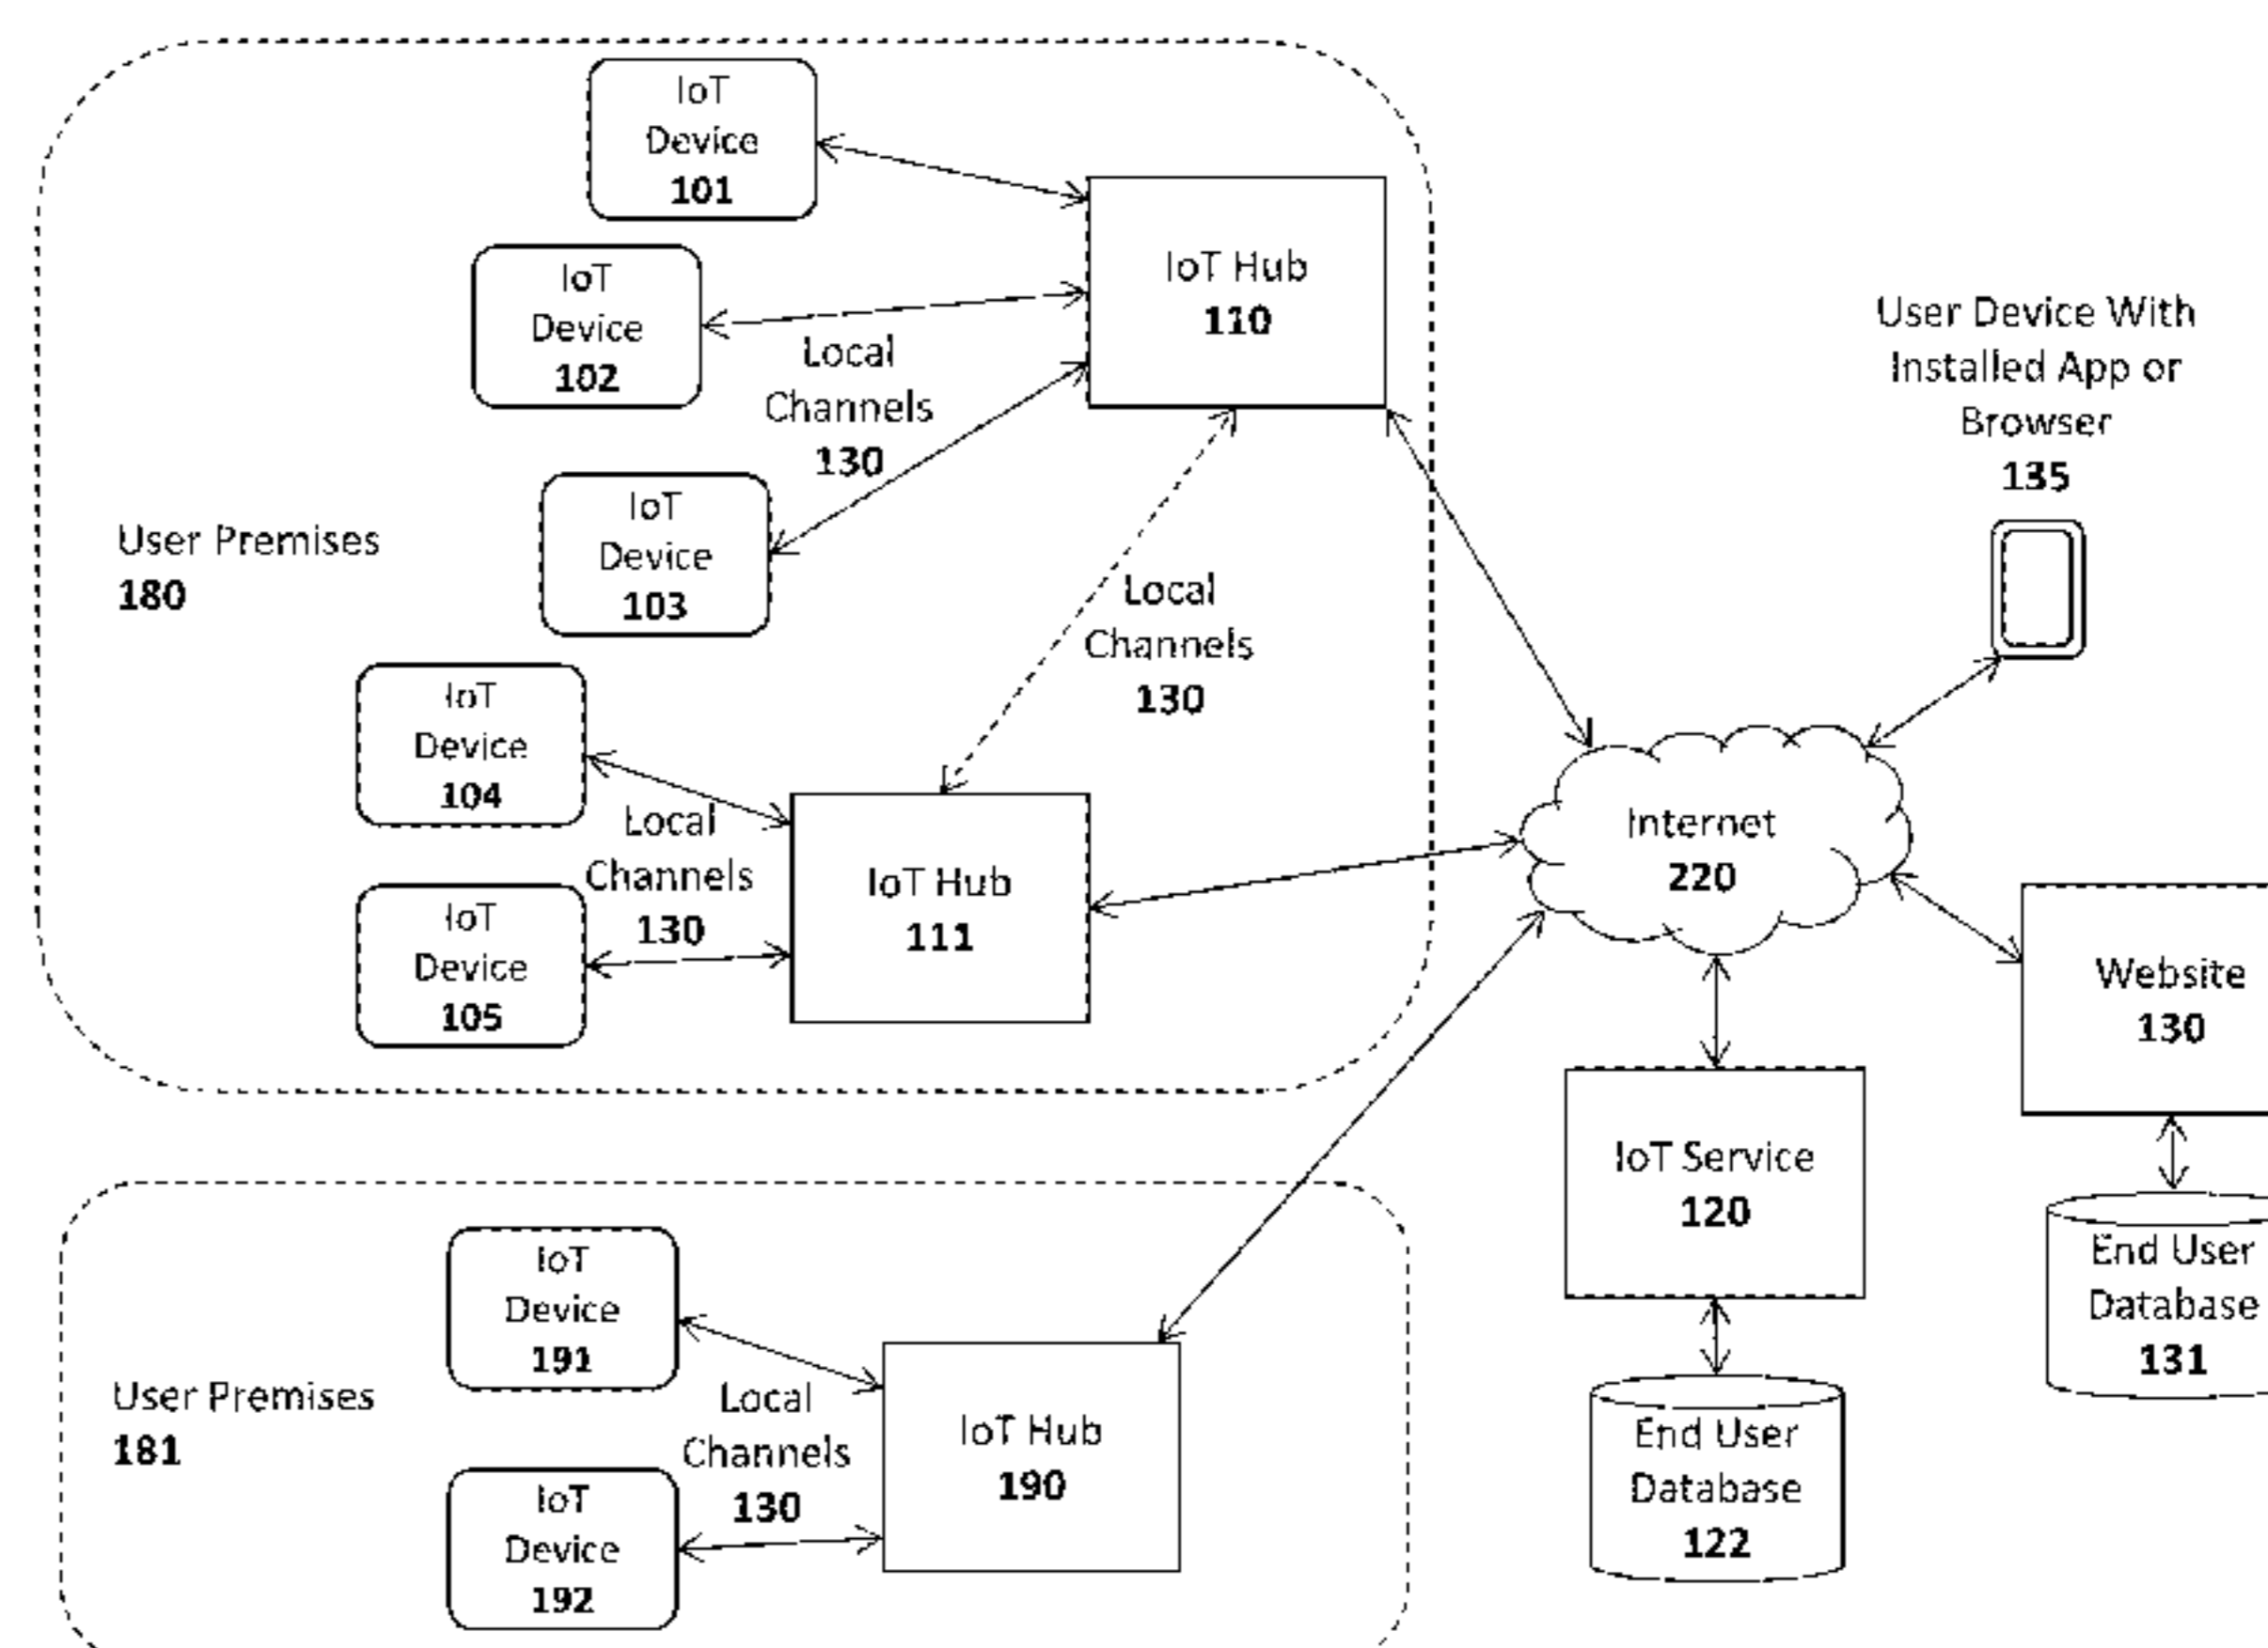 IoT
Device
101
IoT
Device
102
Local
Channels
130
IoT Hub
110
IoT
Device
103
User Premises
180
Local
Channels
130
IoT
Device
104
Local
Channels
130
IoT
Device
105
IoT Hub
111
User Device With
Installed App or
Browser
135
Internet
220
Website
130
IoT Service
120
End User
Database
131
End User
Database
122
User Premises
181
IoT
Device
191
Local
Channels
130
IoT
Device
192
IoT Hub
190